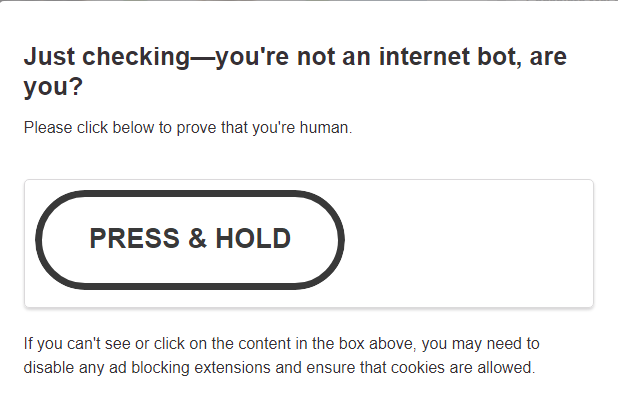 Just checking—you're not an internet bot, are
you?
Please click below to prove that you're human.
PRESS & HOLD
If you can't see or click on the content in the box above, you may need to
disable any ad blocking extensions and ensure that cookies are allowed.